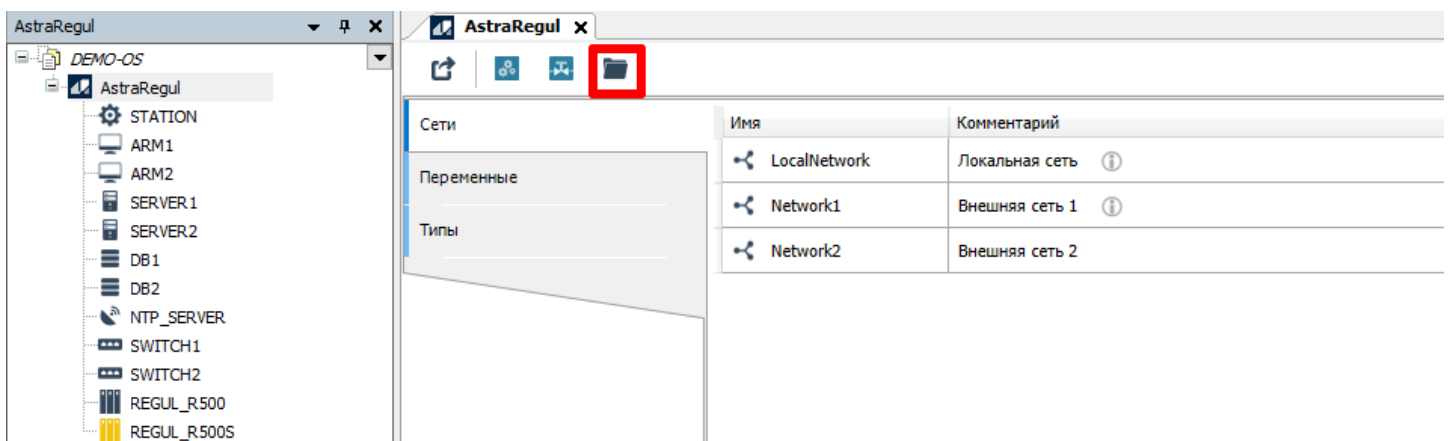 AstraRegul
DEMO-OS
AstraRegul
STATION
ARM1
ARM2
SERVER1
SERVER2
DB1
DB2
NTP_SERVER
SWITCH1
SWITCH2
REGUL_R500
REGUL_R500S
AstraRegul
Сети
Переменные
Типы
Имя Комментарий
LocalNetwork Локальная сеть
Network1 Внешняя сеть 1
Network2 Внешняя сеть 2